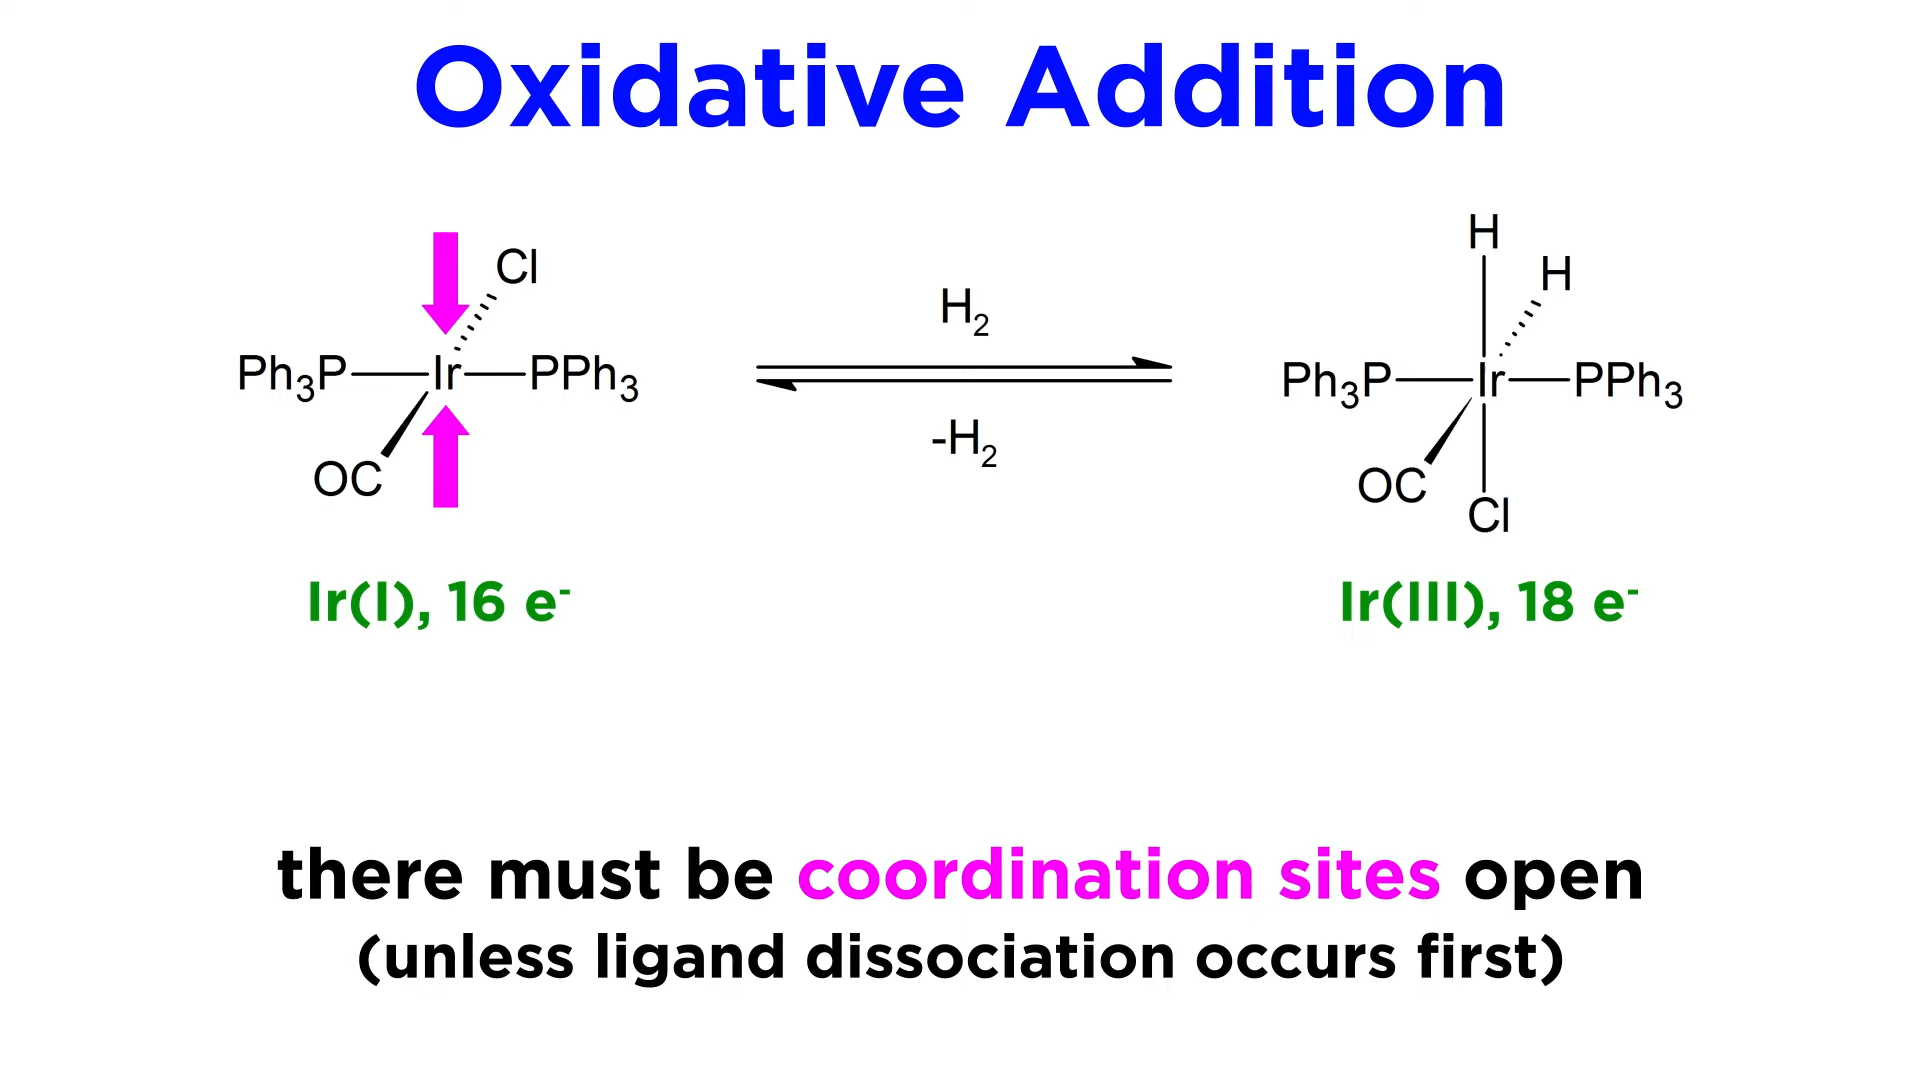 Oxidative Addition
Cl
Ph₃P Ir PPh₃
OC
H₂
-H₂
H
H
Ph₃P Ir PPh₃
OC
Cl
Ir(I), 16 e⁻
Ir(III), 18 e⁻
there must be coordination sites open
(unless ligand dissociation occurs first)